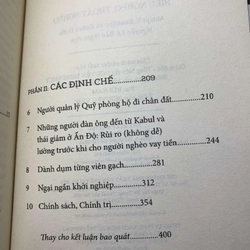 PHẦN II. CÁC ĐỊNH CHẾ.................209
6 Người quản lý Quỹ phòng hộ đi chân đất...............210
7 Những người đàn ông đến từ Kabul và
thái giám ở Ấn Độ: Rủi ro (không dễ)
lường trước khi cho người nghèo vay tiền..............244
8 Dành dụm từng viên gạch..............281
9 Ngại ngần khởi nghiệp..............312
10 Chính sách, Chính trị..............354
Thay cho kết luận bao quát..............400